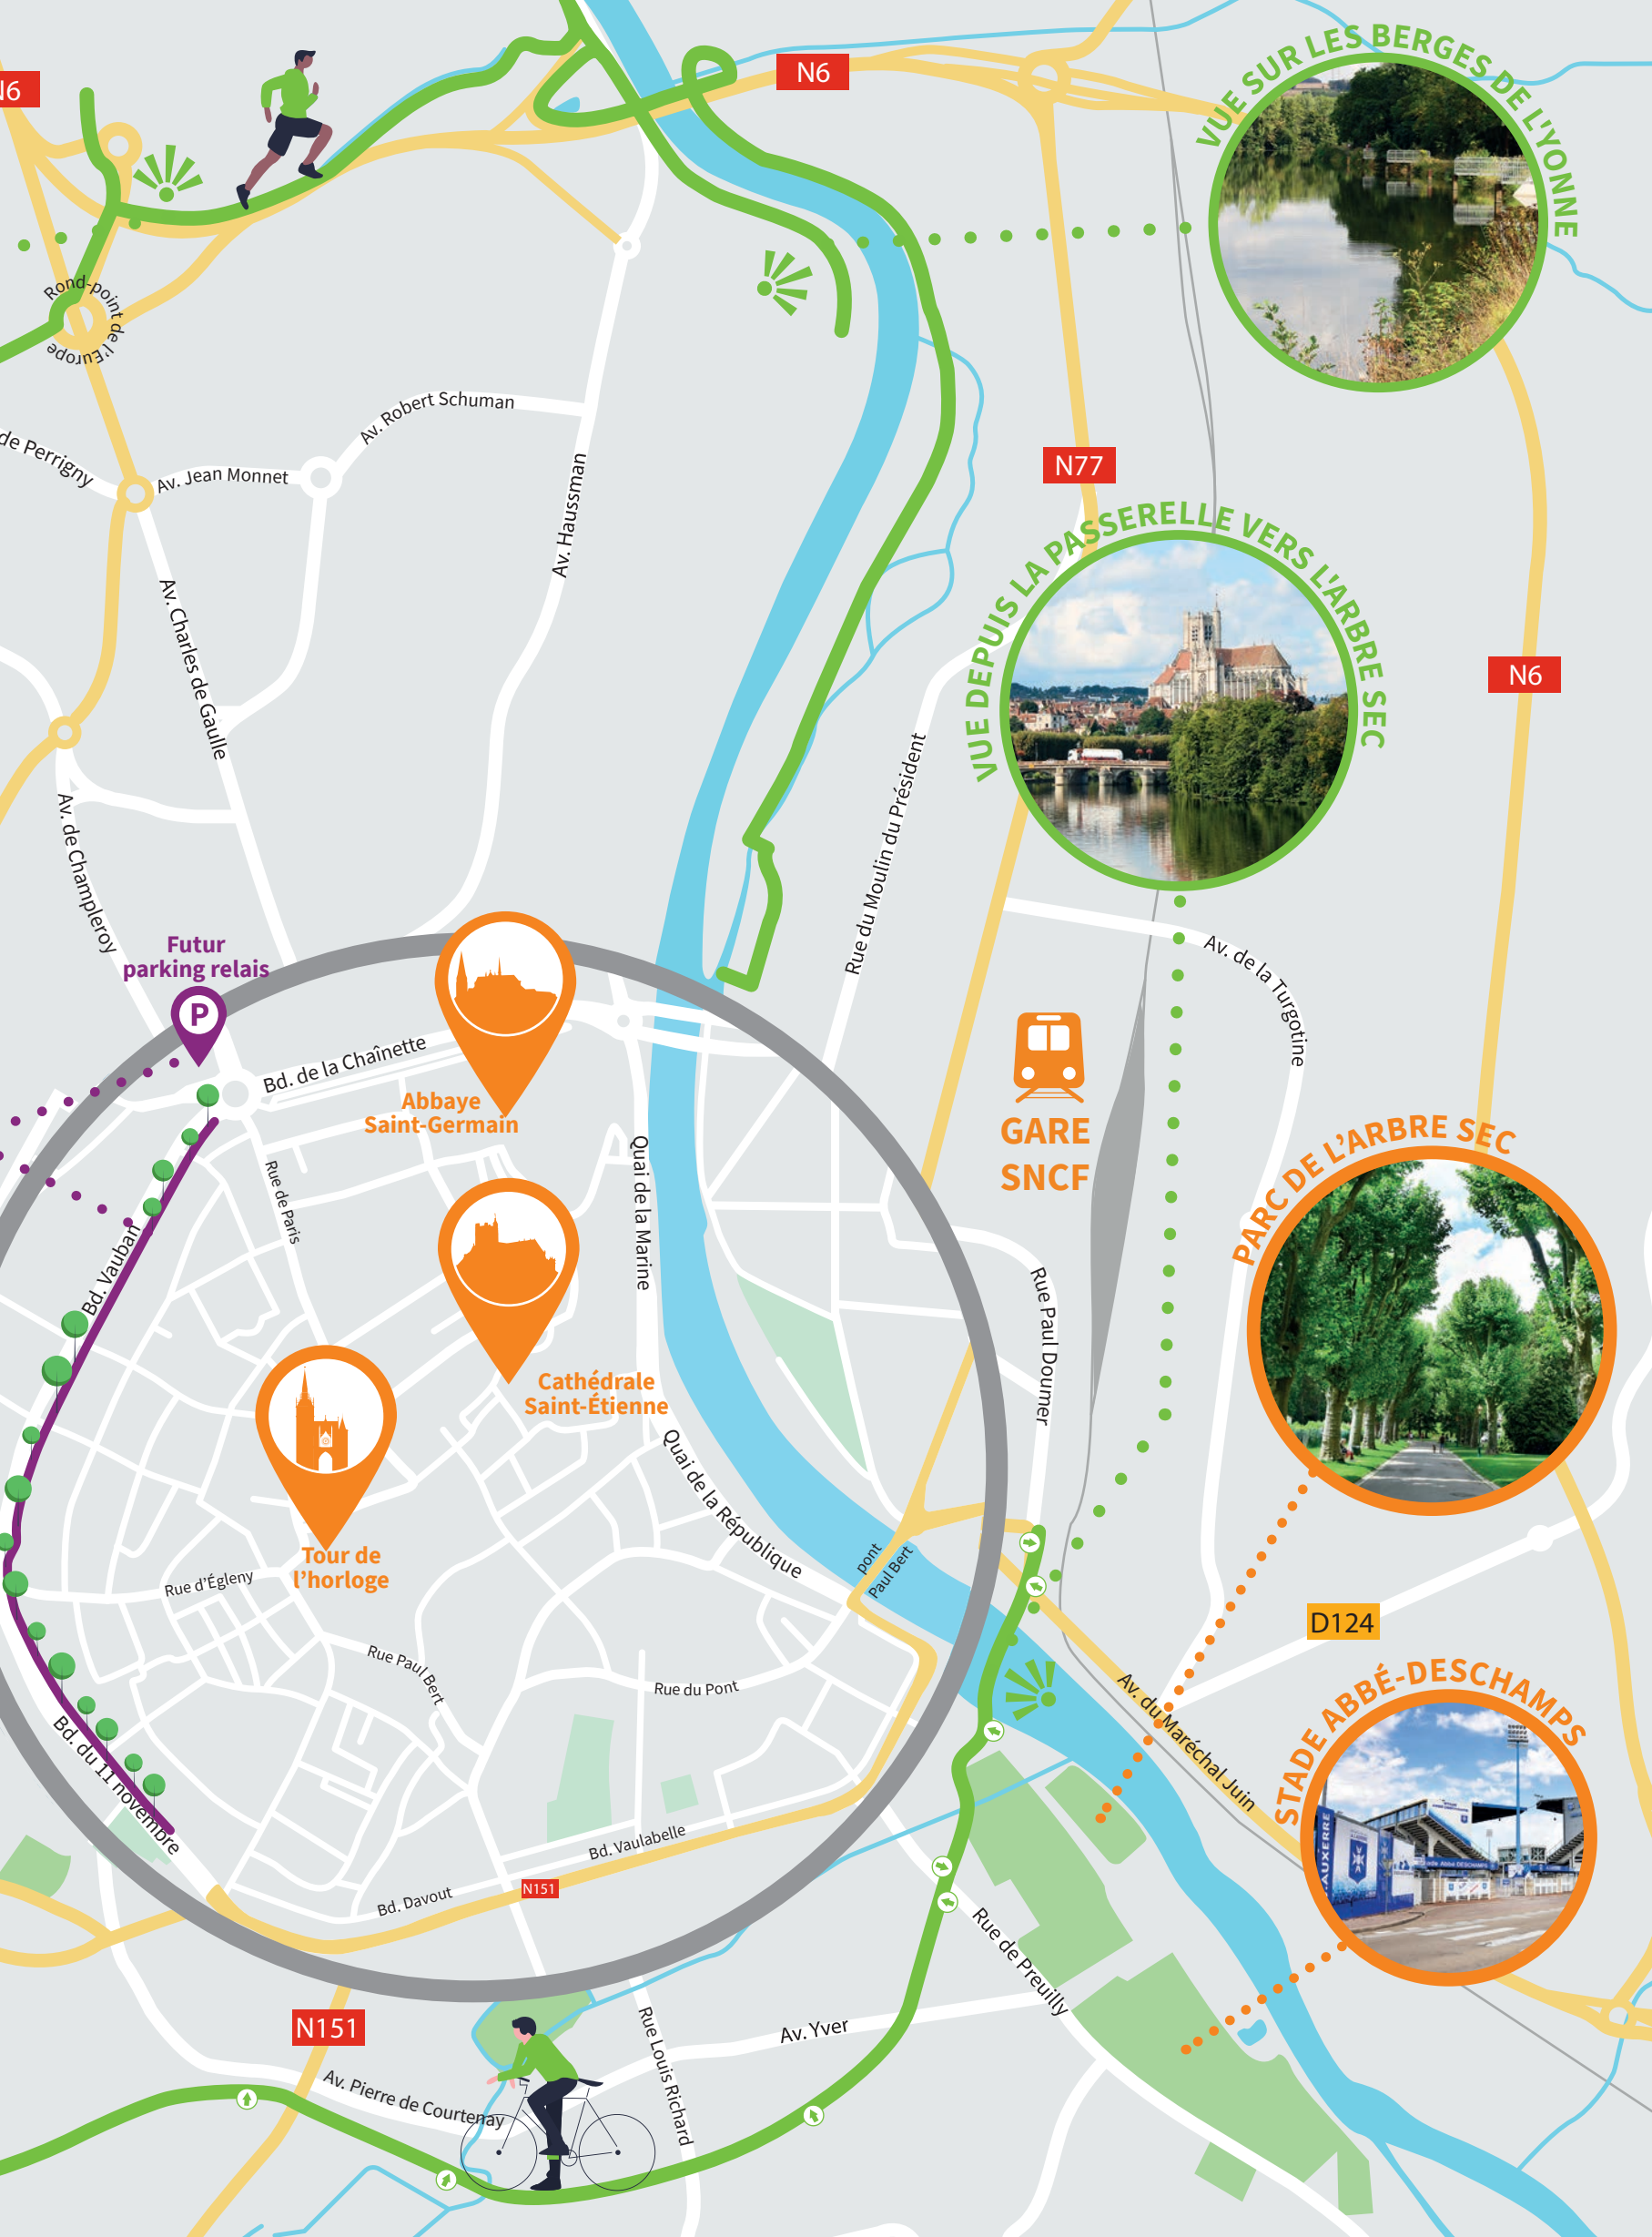 VUE SUR LES BERGES DE L'YONNE
N6
N6
Rond-point de l'Europe
Av. Robert Schuman
de Perrigny
Av. Jean Monnet
Av. Haussman
N77
VUE DEPUIS LA PASSERELLE VERS L'ARBRE SEC
Av. Charles de Gaulle
N6
Rue du Moulin du Président
Av. de Champleroy
Futur
parking relais
P
Av. de la Turgotine
Bd. de la Chaînette
Abbaye
Saint-Germain
GARE
SNCF
PARC DE L'ARBRE SEC
Quai de la Marine
Rue de Paris
Bd. Vauban
Rue Paul Doumer
Cathédrale
Saint-Étienne
Quai de la République
Tour de
l'horloge
Rue d'Égleny
pont
Paul Bert
D124
Rue Paul Bert
Rue du Pont
Av. du Maréchal Juin
STADE ABBÉ-DESCHAMPS
AUXERRE
Stade Abbé DESCHAMPS
Bd. du 11 novembre
Bd. Vaulabelle
N151
Bd. Davout
Rue de Preuilly
N151
Av. Yver
Rue Louis Richard
Av. Pierre de Courtenay